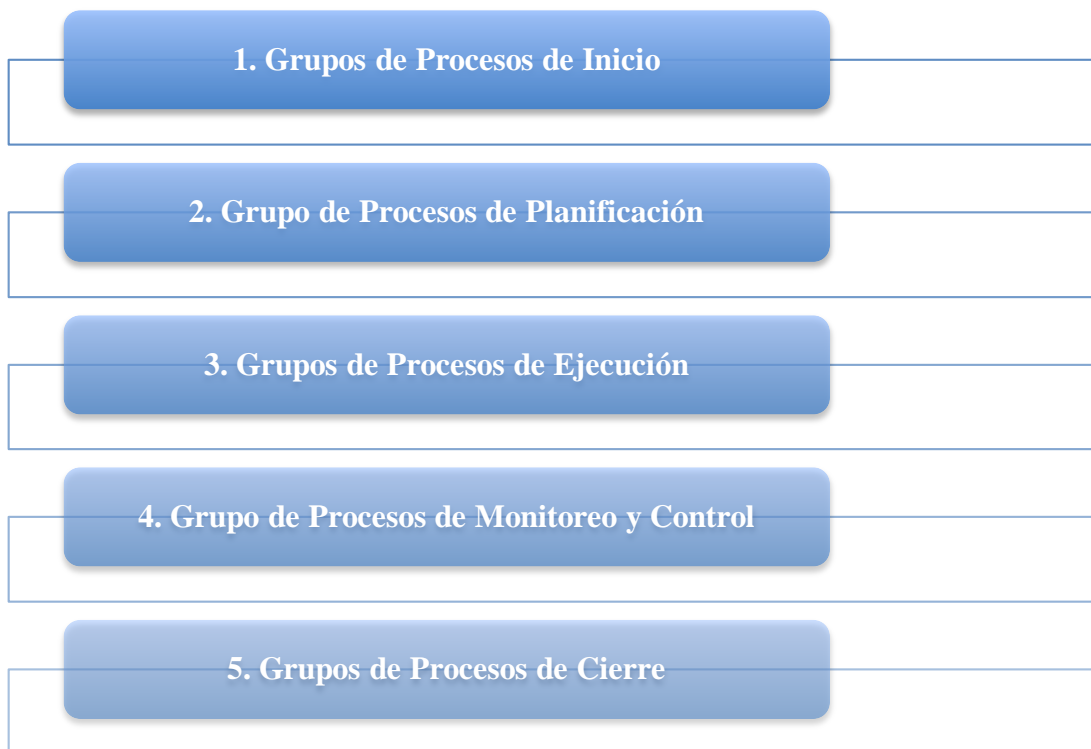 1. Grupos de Procesos de Inicio
2. Grupo de Procesos de Planificación
3. Grupos de Procesos de Ejecución
4. Grupo de Procesos de Monitoreo y Control
5. Grupos de Procesos de Cierre